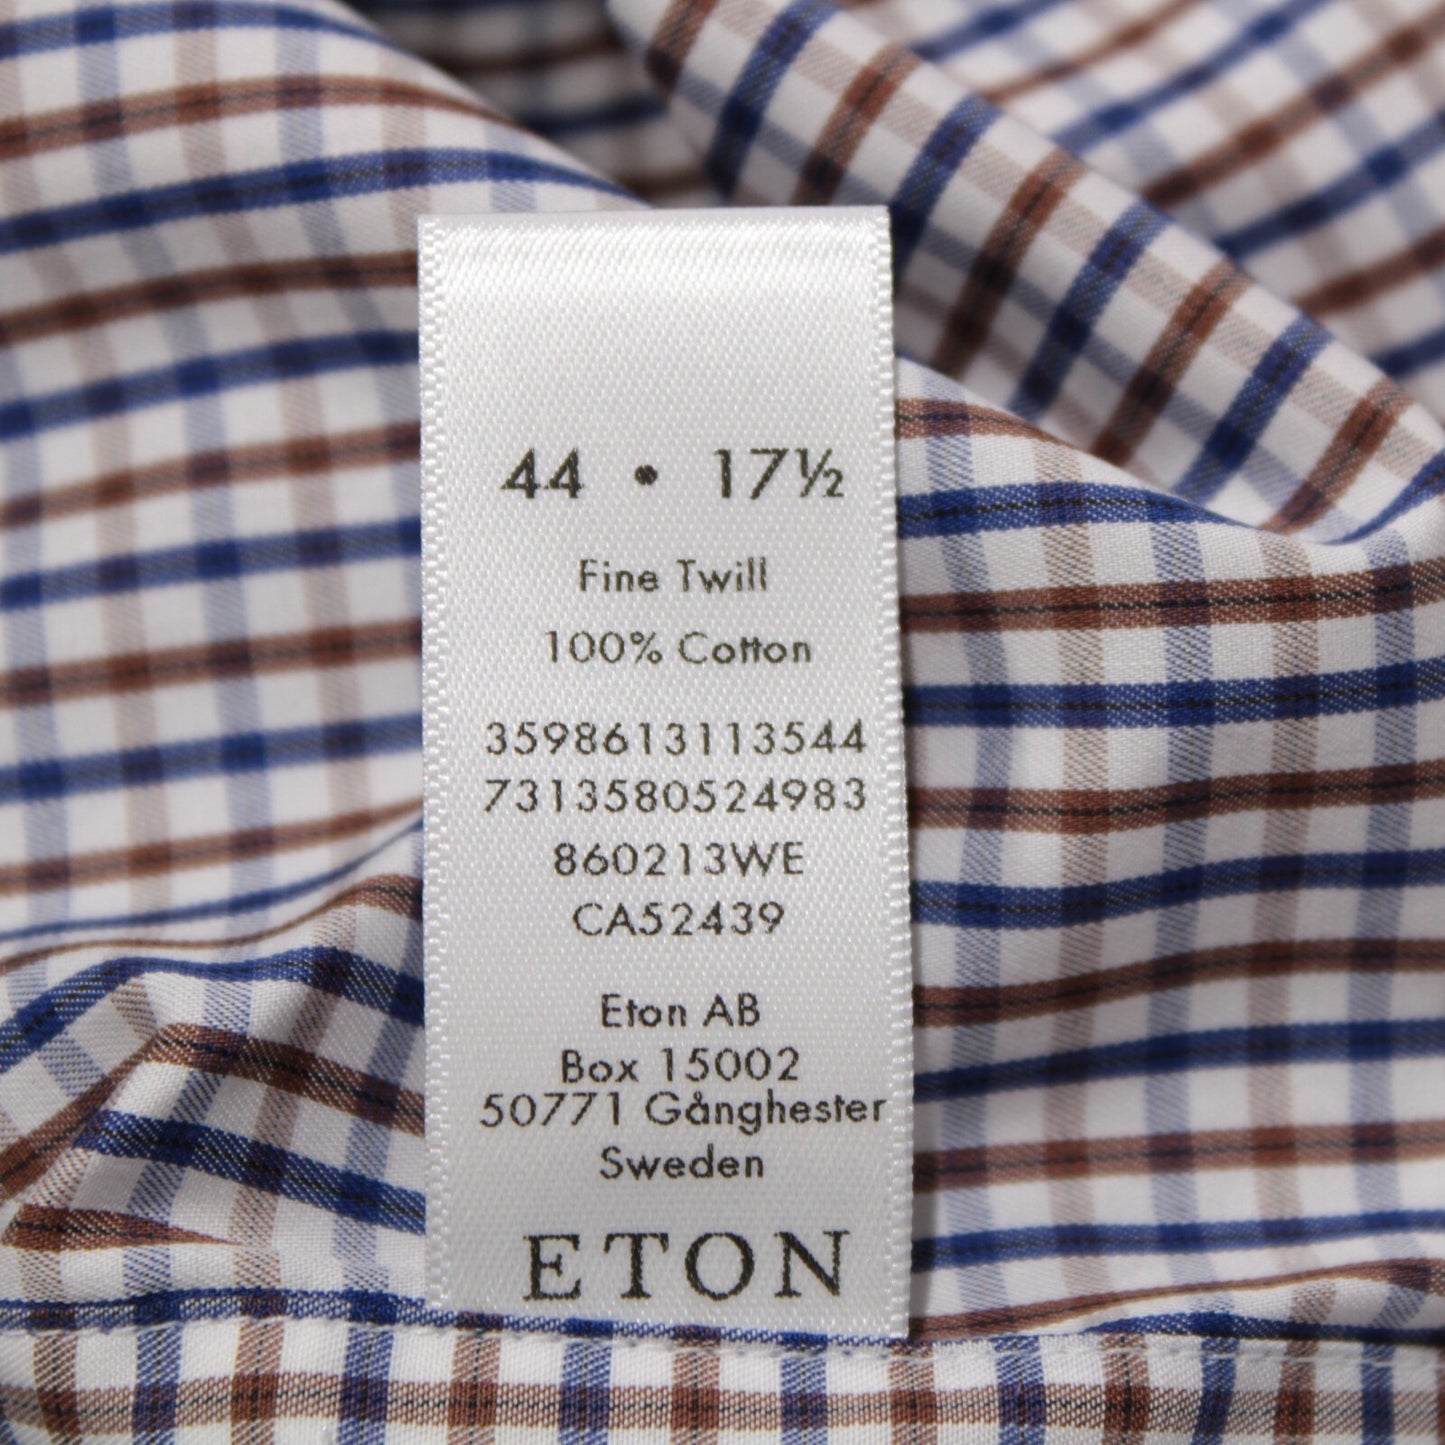 44 • 17½
Fine Twill
100% Cotton
3598613113544
7313580524983
860213WE
CA52439
Eton AB
Box 15002
50771 Gånghester
Sweden
ETON